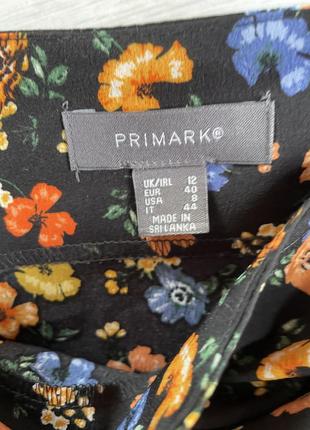 PRIMARK®
UK/IRL 12
EUR 40
USA 8
IT 44
MADE IN
SRI LANKA